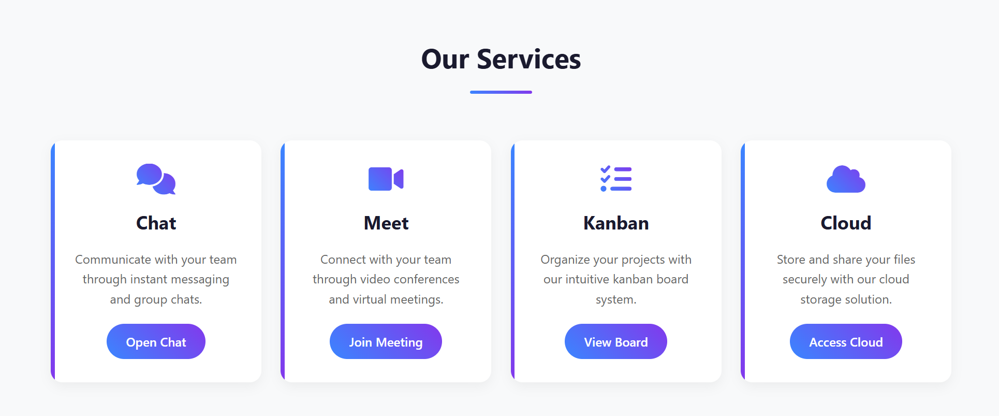 Our Services
Chat
Communicate with your team
through instant messaging
and group chats.
Open Chat
Meet
Connect with your team
through video conferences
and virtual meetings.
Join Meeting
Kanban
Organize your projects with
our intuitive kanban board
system.
View Board
Cloud
Store and share your files
securely with our cloud
storage solution.
Access Cloud